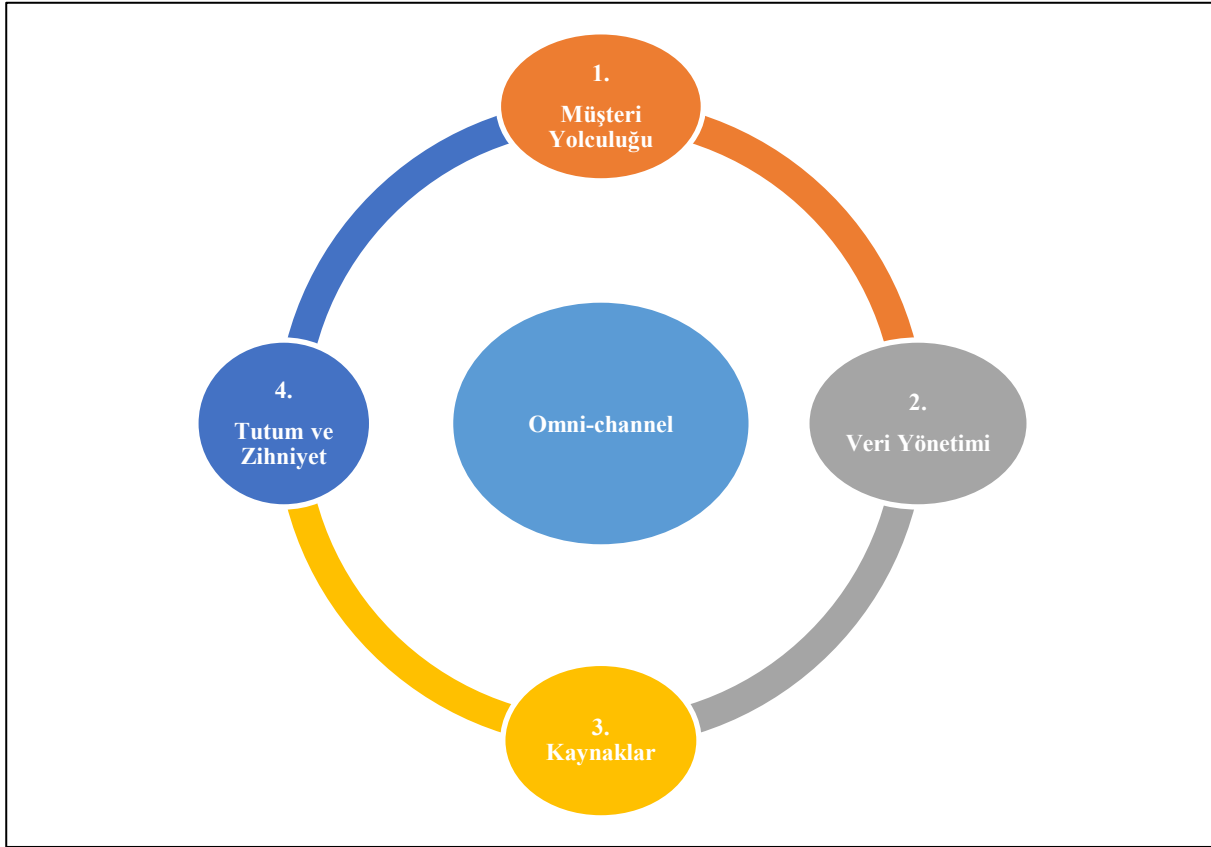 1.
Müşteri
Yolculuğu
4.
Tutum ve
Zihniyet
Omni-channel
2.
Veri Yönetimi
3.
Kaynaklar